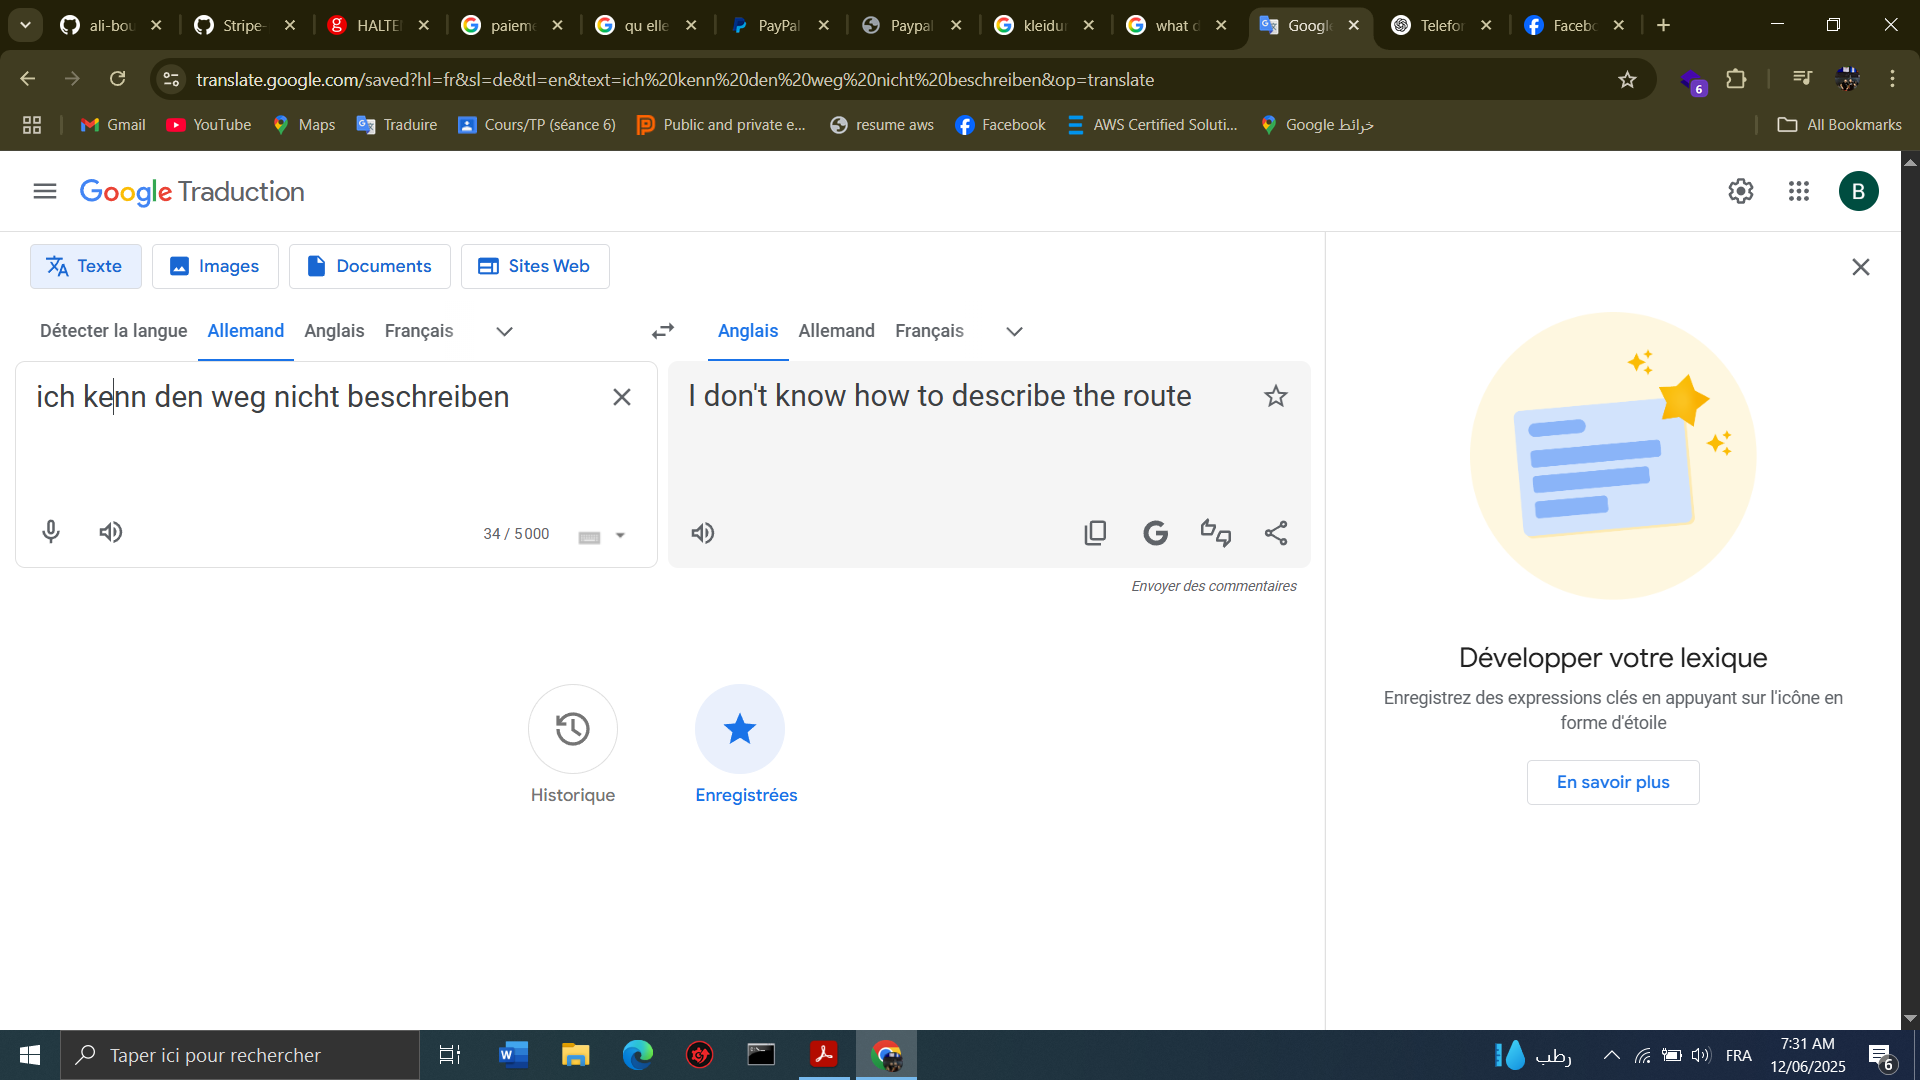 ali-bou
Stripe-
HALTE
paieme
qu elle
PayPal
Paypal
kleidun
what d
Google
Telefon
Facebo
translate.google.com/saved?hl=fr&sl=de&tl=en&text=ich%20kenn%20den%20weg%20nicht%20beschreiben&op=translate
6
Gmail
YouTube
Maps
Traduire
Cours/TP (séance 6)
Public and private e...
resume aws
Facebook
AWS Certified Soluti...
خرائط Google
All Bookmarks
Google Traduction
B
Texte
Images
Documents
Sites Web
Détecter la langue
Allemand
Anglais
Français
Anglais
Allemand
Français
ich kenn den weg nicht beschreiben
I don't know how to describe the route
34 / 5 000
Envoyer des commentaires
Historique
Enregistrées
Développer votre lexique
Enregistrez des expressions clés en appuyant sur l'icône en
forme d'étoile
En savoir plus
Taper ici pour rechercher
رطب
FRA
7:31 AM
12/06/2025
6